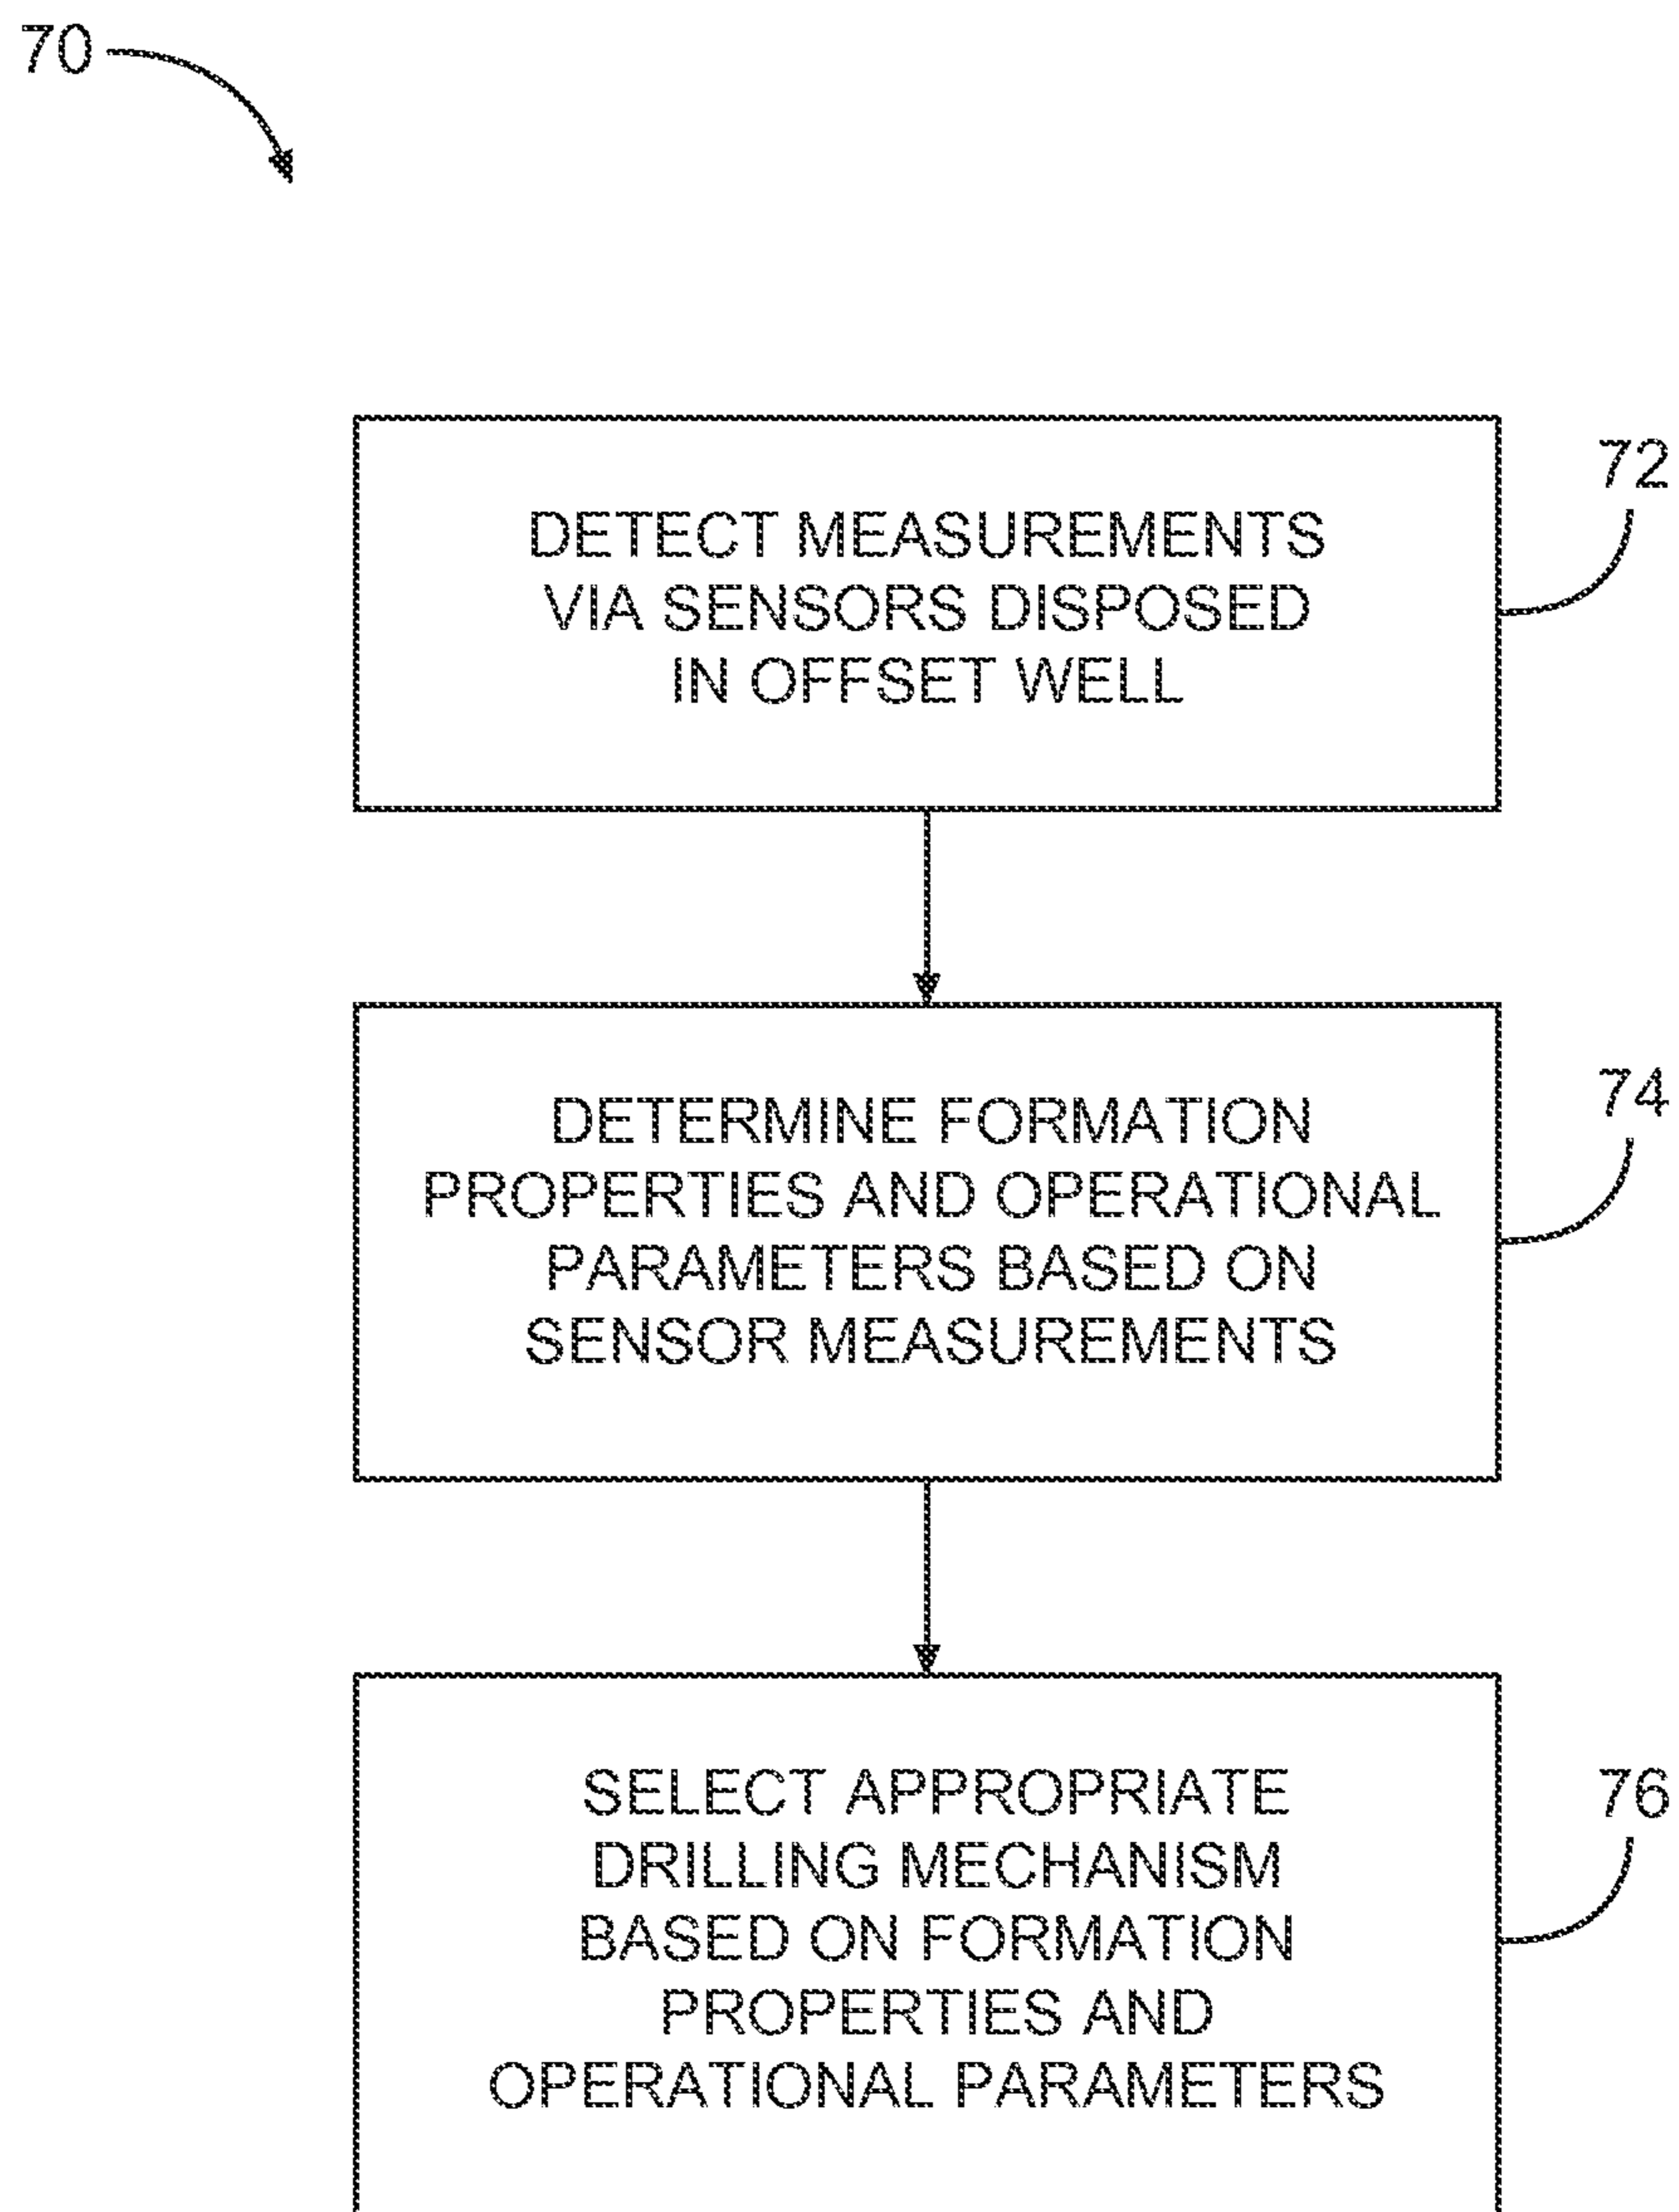 70
72
DETECT MEASUREMENTS
VIA SENSORS DISPOSED
IN OFFSET WELL
74
DETERMINE FORMATION
PROPERTIES AND OPERATIONAL
PARAMETERS BASED ON
SENSOR MEASUREMENTS
76
SELECT APPROPRIATE
DRILLING MECHANISM
BASED ON FORMATION
PROPERTIES AND
OPERATIONAL PARAMETERS